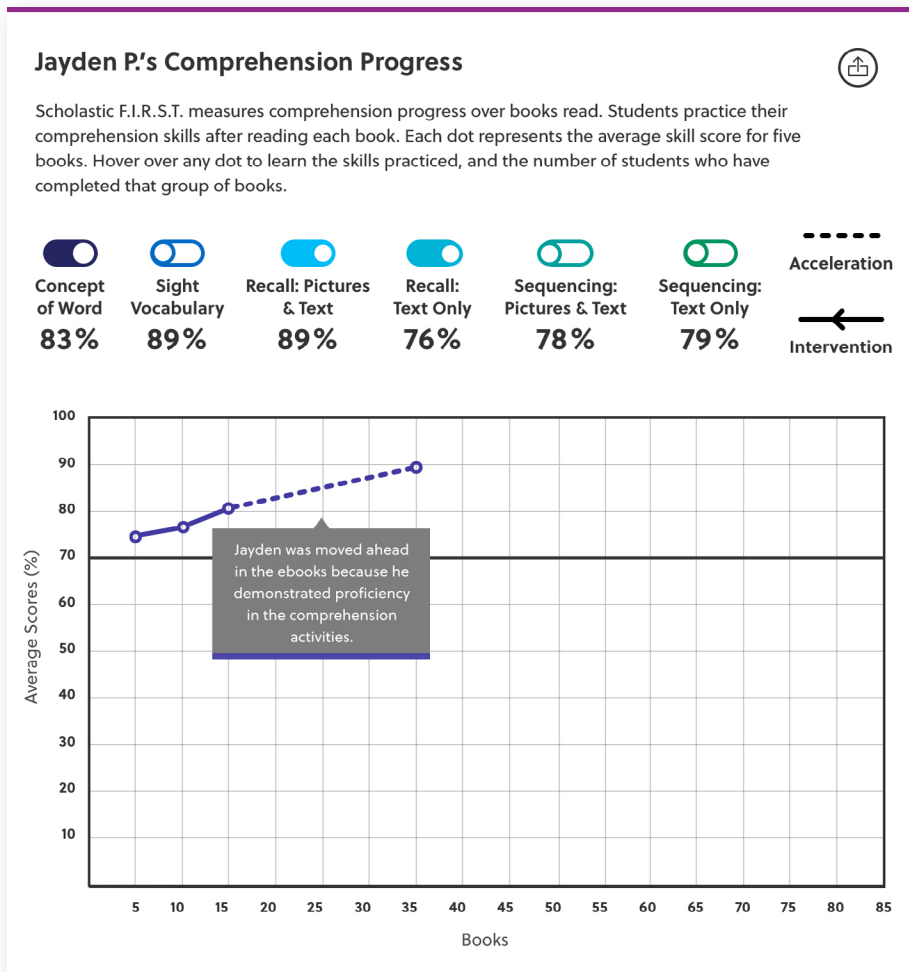 Jayden P.'s Comprehension Progress
Scholastic F.I.R.S.T. measures comprehension progress over books read. Students practice their
comprehension skills after reading each book. Each dot represents the average skill score for five
books. Hover over any dot to learn the skills practiced, and the number of students who have
completed that group of books.
Concept
of Word
83%
Sight
Vocabulary
89%
Recall: Pictures
& Text
89%
Recall:
Text Only
76%
Sequencing:
Pictures & Text
78%
Sequencing:
Text Only
79%
Acceleration
Intervention
Average Scores (%)
100
90
80
70
60
50
40
30
20
10
Jayden was moved ahead
in the ebooks because he
demonstrated proficiency
in the comprehension
activities.
5 10 15 20 25 30 35 40 45 50 55 60 65 70 75 80 85
Books